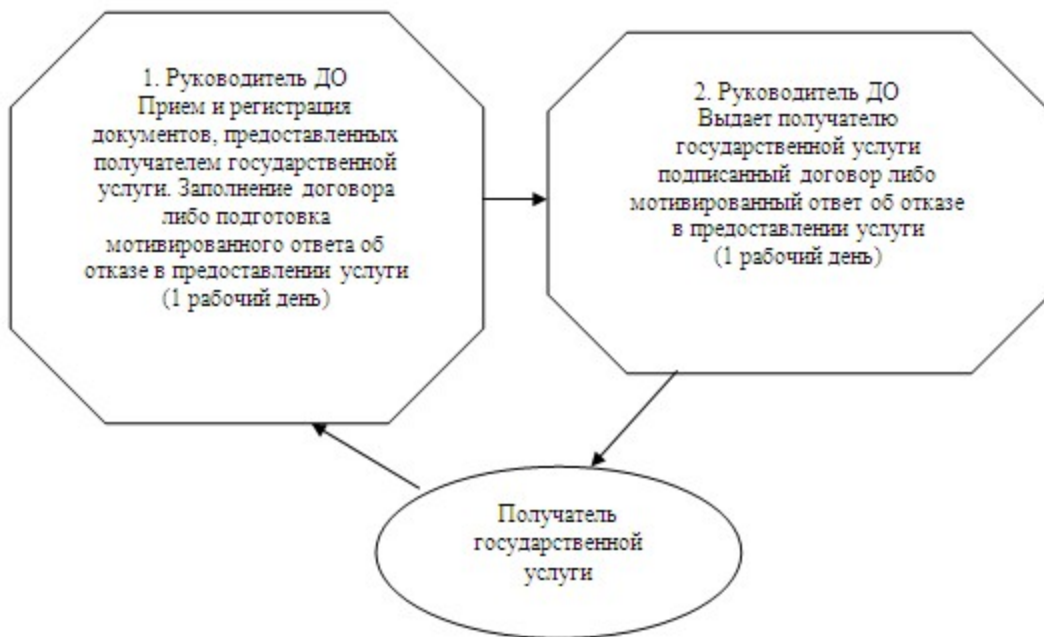 1. Руководитель ДО
Прием и регистрация
документов, предоставленных
получателем государственной
услуги. Заполнение договора
либо подготовка
мотивированного ответа об
отказе в предоставлении услуги
(1 рабочий день)
2. Руководитель ДО
Выдает получателю
государственной услуги
подписанный договор либо
мотивированный ответ об отказе
в предоставлении услуги
(1 рабочий день)
Получатель
государственной
услуги